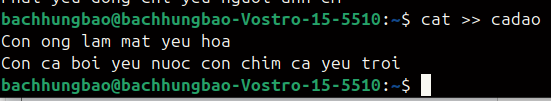 bachhungbao@bachhungbao-Vostro-15-5510:~$ cat >> cadao
Con ong lam mat yeu hoa
Con ca boi yeu nuoc con chim ca yeu troi
bachhungbao@bachhungbao-Vostro-15-5510:~$